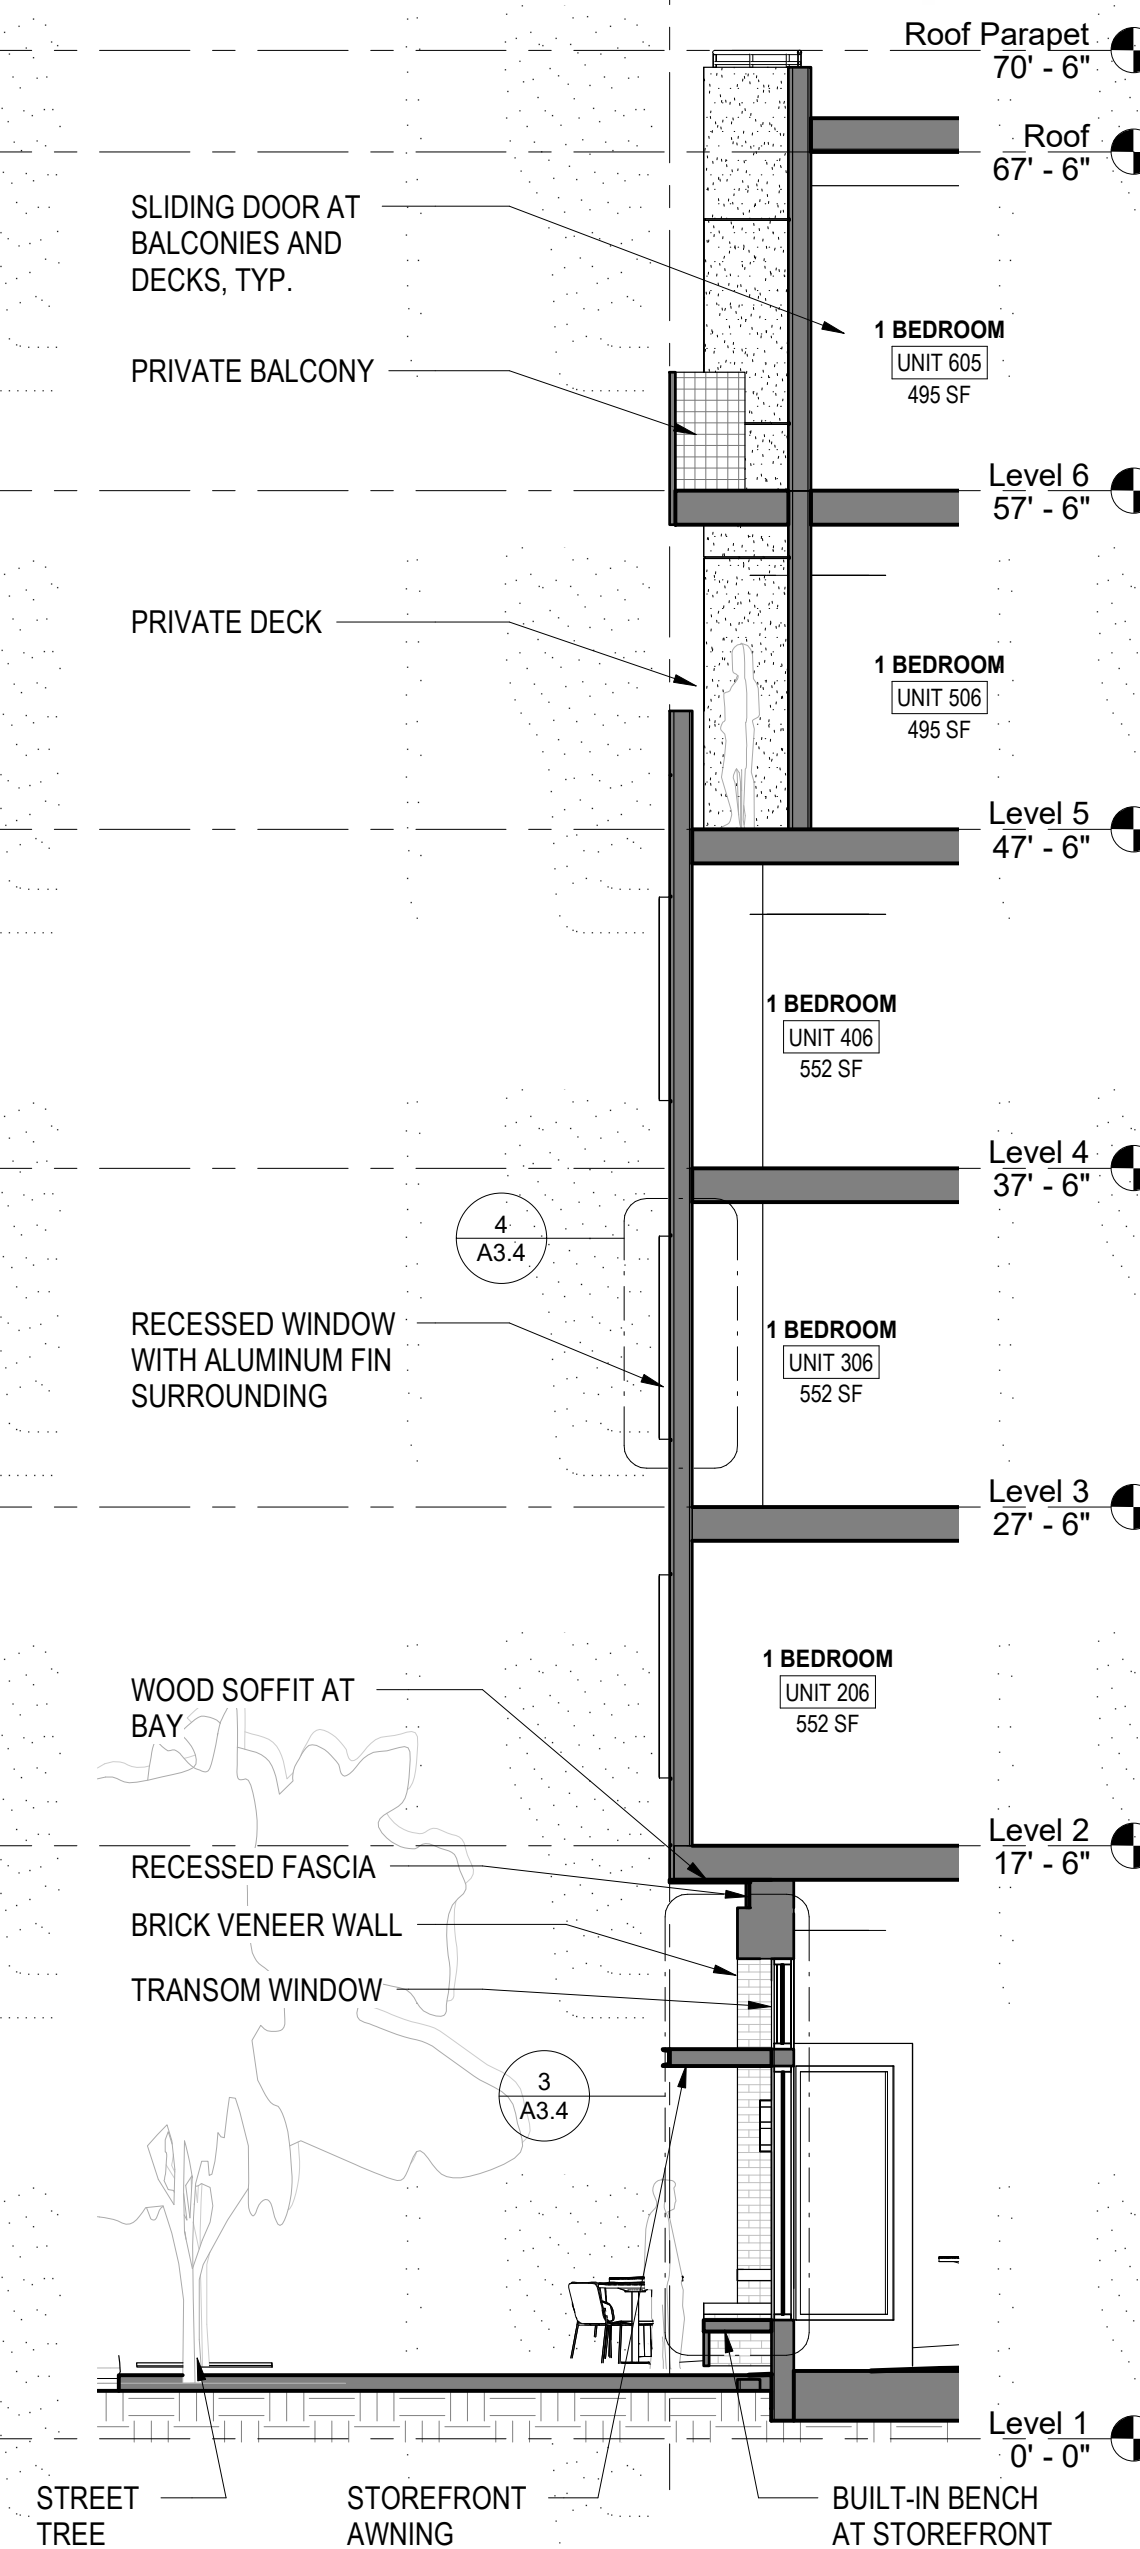 Roof Parapet
70' - 6"
Roof
67' - 6"
SLIDING DOOR AT
BALCONIES AND
DECKS, TYP.
1 BEDROOM
UNIT 605
495 SF
PRIVATE BALCONY
Level 6
57' - 6"
PRIVATE DECK
1 BEDROOM
UNIT 506
495 SF
Level 5
47' - 6"
1 BEDROOM
UNIT 406
552 SF
Level 4
37' - 6"
4
A3.4
RECESSED WINDOW
WITH ALUMINUM FIN
SURROUNDING
1 BEDROOM
UNIT 306
552 SF
Level 3
27' - 6"
1 BEDROOM
UNIT 206
552 SF
WOOD SOFFIT AT
BAY
Level 2
17' - 6"
RECESSED FASCIA
BRICK VENEER WALL
TRANSOM WINDOW
3
A3.4
Level 1
0' - 0"
STREET
TREE
STOREFRONT
AWNING
BUILT-IN BENCH
AT STOREFRONT